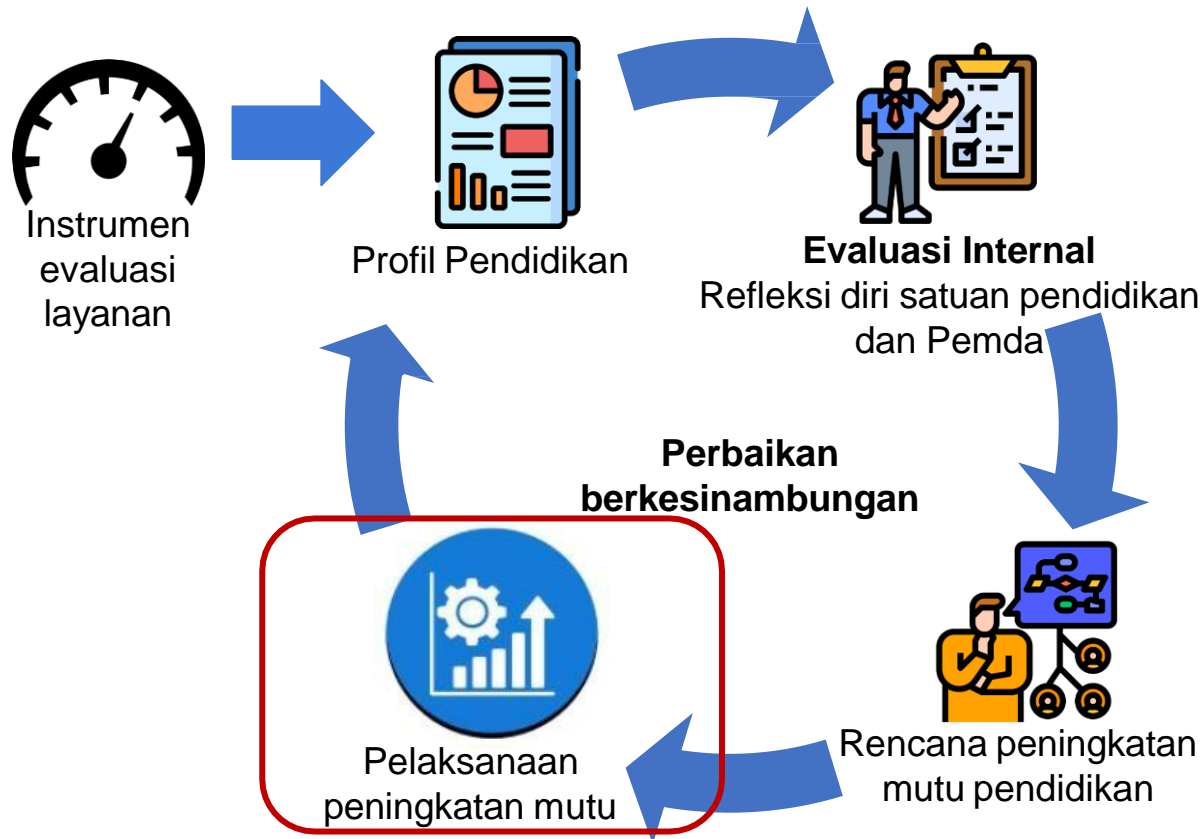 Instrumen
evaluasi
layanan
Profil Pendidikan
Evaluasi Internal
Refleksi diri satuan pendidikan
dan Pemda
Perbaikan
berkesinambungan
Rencana peningkatan
mutu pendidikan
Pelaksanaan
peningkatan mutu